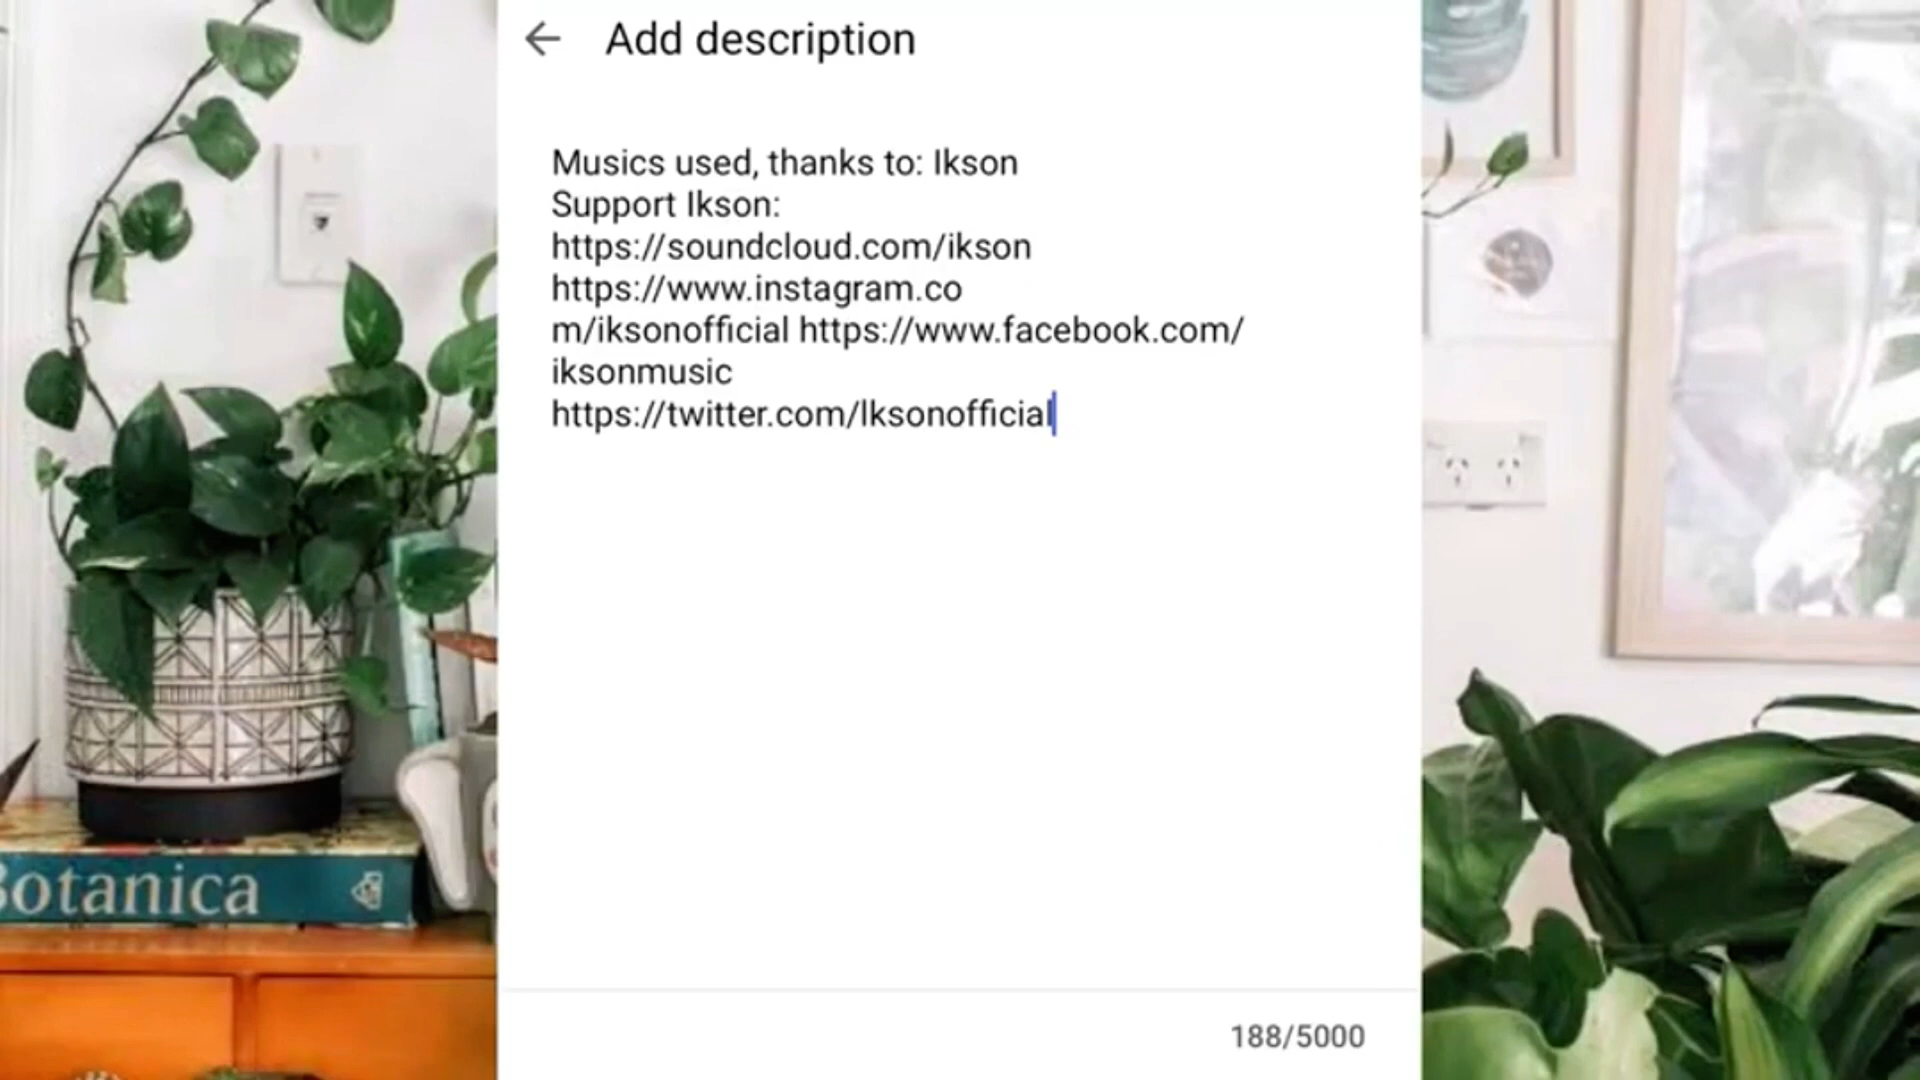 Add description
Musics used, thanks to: Ikson
Support Ikson:
https://soundcloud.com/ikson
https://www.instagram.co
m/iksonofficial https://www.facebook.com/
iksonmusic
https://twitter.com/Iksonofficial
Botanica
188/5000